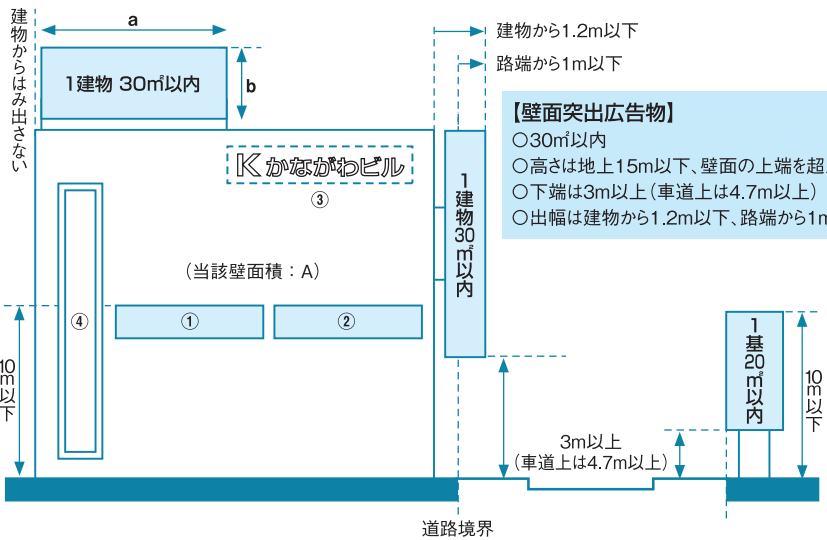 建物からはみ出さない
a
b
1建物 30㎡以内
建物から1.2m以下
路端から1m以下
【壁面突出広告物】
○30㎡以内
○高さは地上15m以下、壁面の上端を超
○下端は3m以上(車道上は4.7m以上)
○出幅は建物から1.2m以下、路端から1m
K かながわビル
③
1建物30㎡以内
(当該壁面積:A)
④
①
②
10m以下
1基20㎡以内
10m以下
3m以上
(車道上は4.7m以上)
道路境界